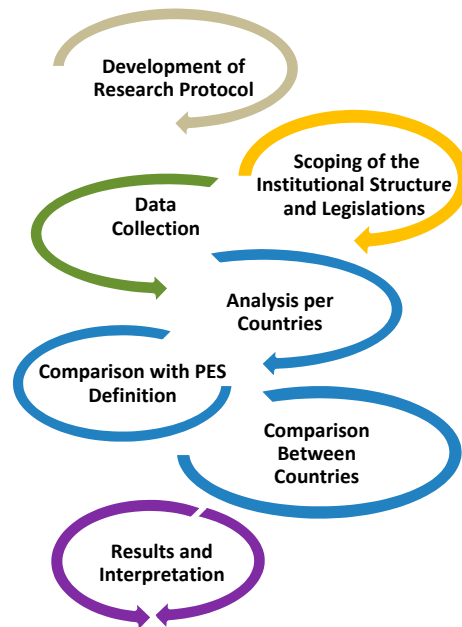 Development of
Research Protocol
Scoping of the
Institutional Structure
and Legislations
Data
Collection
Analysis per
Countries
Comparison with PES
Definition
Comparison
Between
Countries
Results and
Interpretation